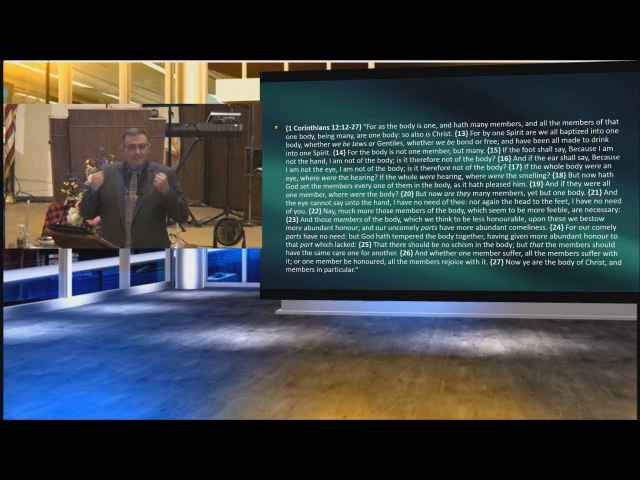 (1 Corinthians 12:12-27) "For as the body is one, and hath many members, and all the members of that
one body, being many, are one body: so also is Christ. (13) For by one Spirit are we all baptized into one
body, whether we be Jews or Gentiles, whether we be bond or free; and have been all made to drink
into one Spirit. (14) For the body is not one member, but many. (15) If the foot shall say, Because I am
not the hand, I am not of the body; is it therefore not of the body? (16) And if the ear shall say, Because
I am not the eye, I am not of the body; is it therefore not of the body? (17) If the whole body were an
eye, where were the hearing? If the whole were hearing, where were the smelling? (18) But now hath
God set the members every one of them in the body, as it hath pleased him. (19) And if they were all
one member, where were the body? (20) But now are they many members, yet but one body. (21) And
the eye cannot say unto the hand, I have no need of thee: nor again the head to the feet, I have no need
of you. (22) Nay, much more those members of the body, which seem to be more feeble, are necessary:
(23) And those members of the body, which we think to be less honourable, upon these we bestow
more abundant honour; and our uncomely parts have more abundant comeliness. (24) For our comely
parts have no need: but God hath tempered the body together, having given more abundant honour to
that part which lacked: (25) That there should be no schism in the body; but that the members should
have the same care one for another. (26) And whether one member suffer, all the members suffer with
it; or one member be honoured, all the members rejoice with it. (27) Now ye are the body of Christ, and
members in particular."